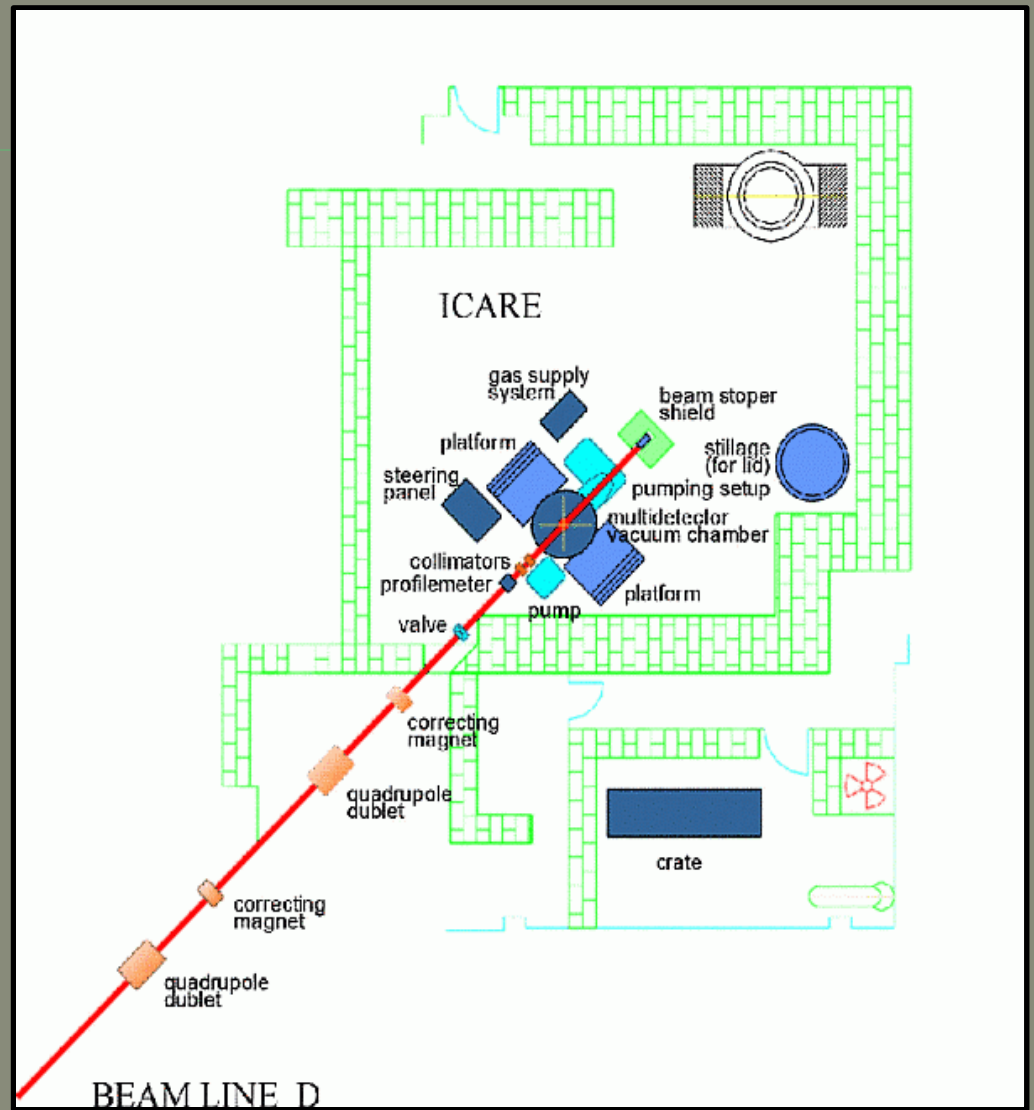 ICARE
gas supply
system
beam stoper
shield
platform
stillage
(for lid)
steering
panel
pumping setup
multidetector
vacuum chamber
collimators
profilemeter
platform
pump
valve
correcting
magnet
quadrupole
dublet
crate
correcting
magnet
quadrupole
dublet
BEAM LINE D